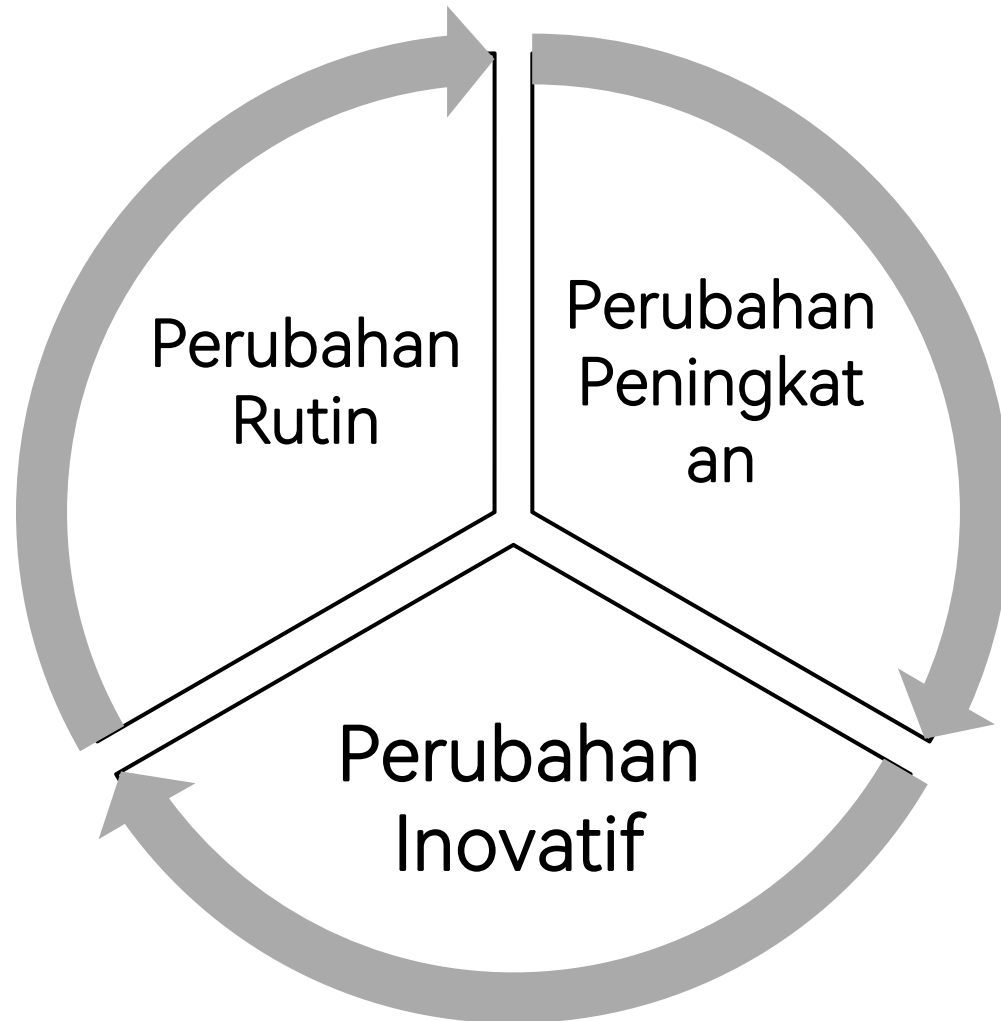 Perubahan
Rutin
Perubahan
Peningkat
an
Perubahan
Inovatif